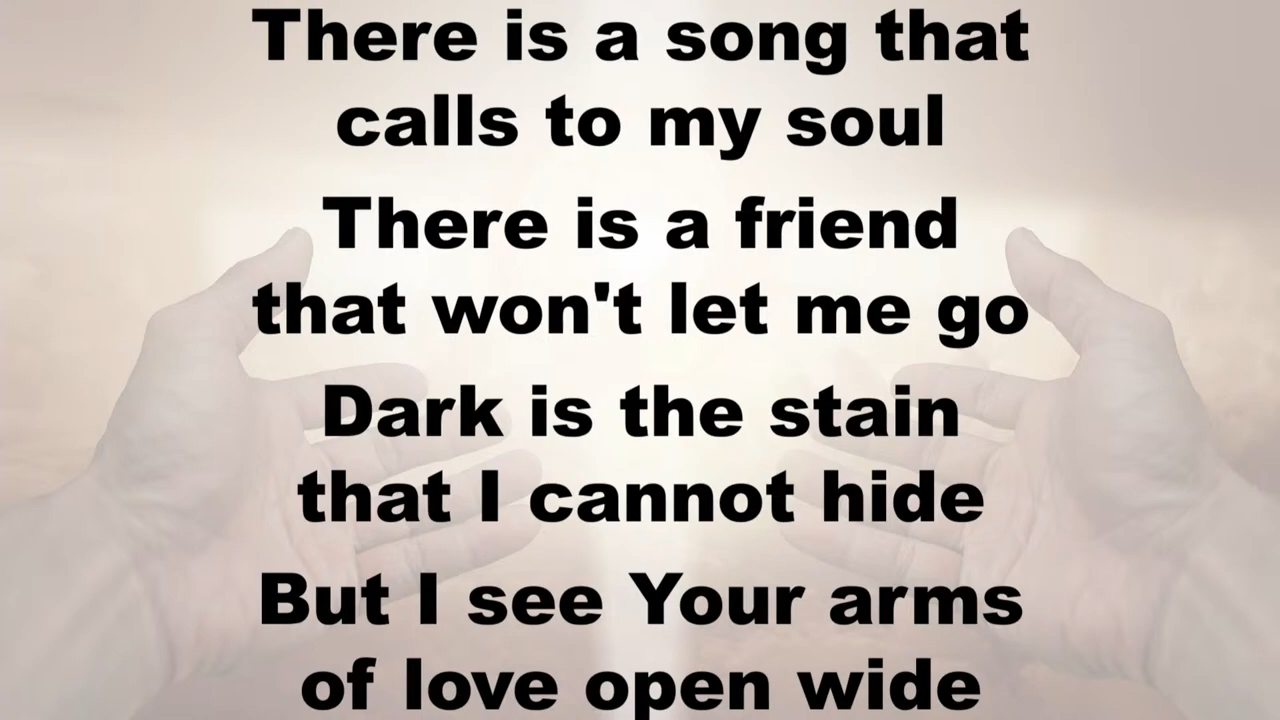 There is a song that
calls to my soul
There is a friend
that won't let me go
Dark is the stain
that I cannot hide
But I see Your arms
of love open wide